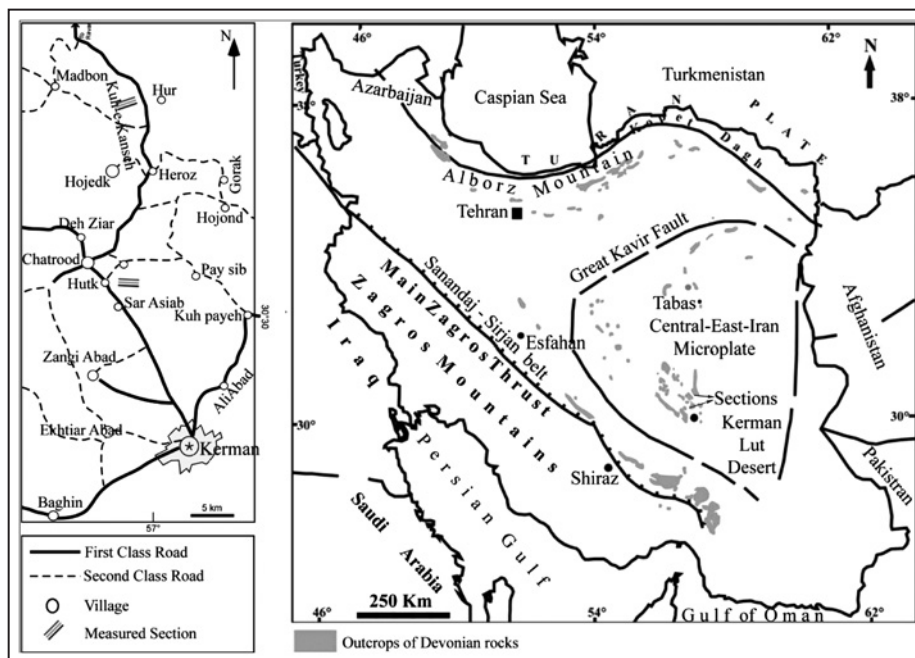 N
Madbon
Hur
Kuh-e-Kanseh
Hojedk
Heroz
Gorak
Hojond
Deh Ziar
Chatrood
Pay sib
Hutk
Sar Asiab
Kuh payeh
30°30
Zangi Abad
AliAbad
Ekhtiar Abad
Kerman
Baghin
5 km
57°
First Class Road
Second Class Road
Village
Measured Section
46
54
62
N
Turkey
Azarbaijan
Caspian Sea
Turkmenistan
38°
38°
TURAN PLATE
Kopet Dagh
Alborz Mountain
Tehran
Great Kavir Fault
Sanandaj - Sirjan belt
Main Zagros Thrust
Zagros Mountains
Iraq
Esfahan
Tabas
Central-East-Iran
Microplate
Afghanistan
Sections
Kerman
Lut
Desert
30°
30°
Shiraz
Persian Gulf
Pakistran
Saudi Arabia
250 Km
Gulf of Oman
46
54
62
Outcrops of Devonian rocks